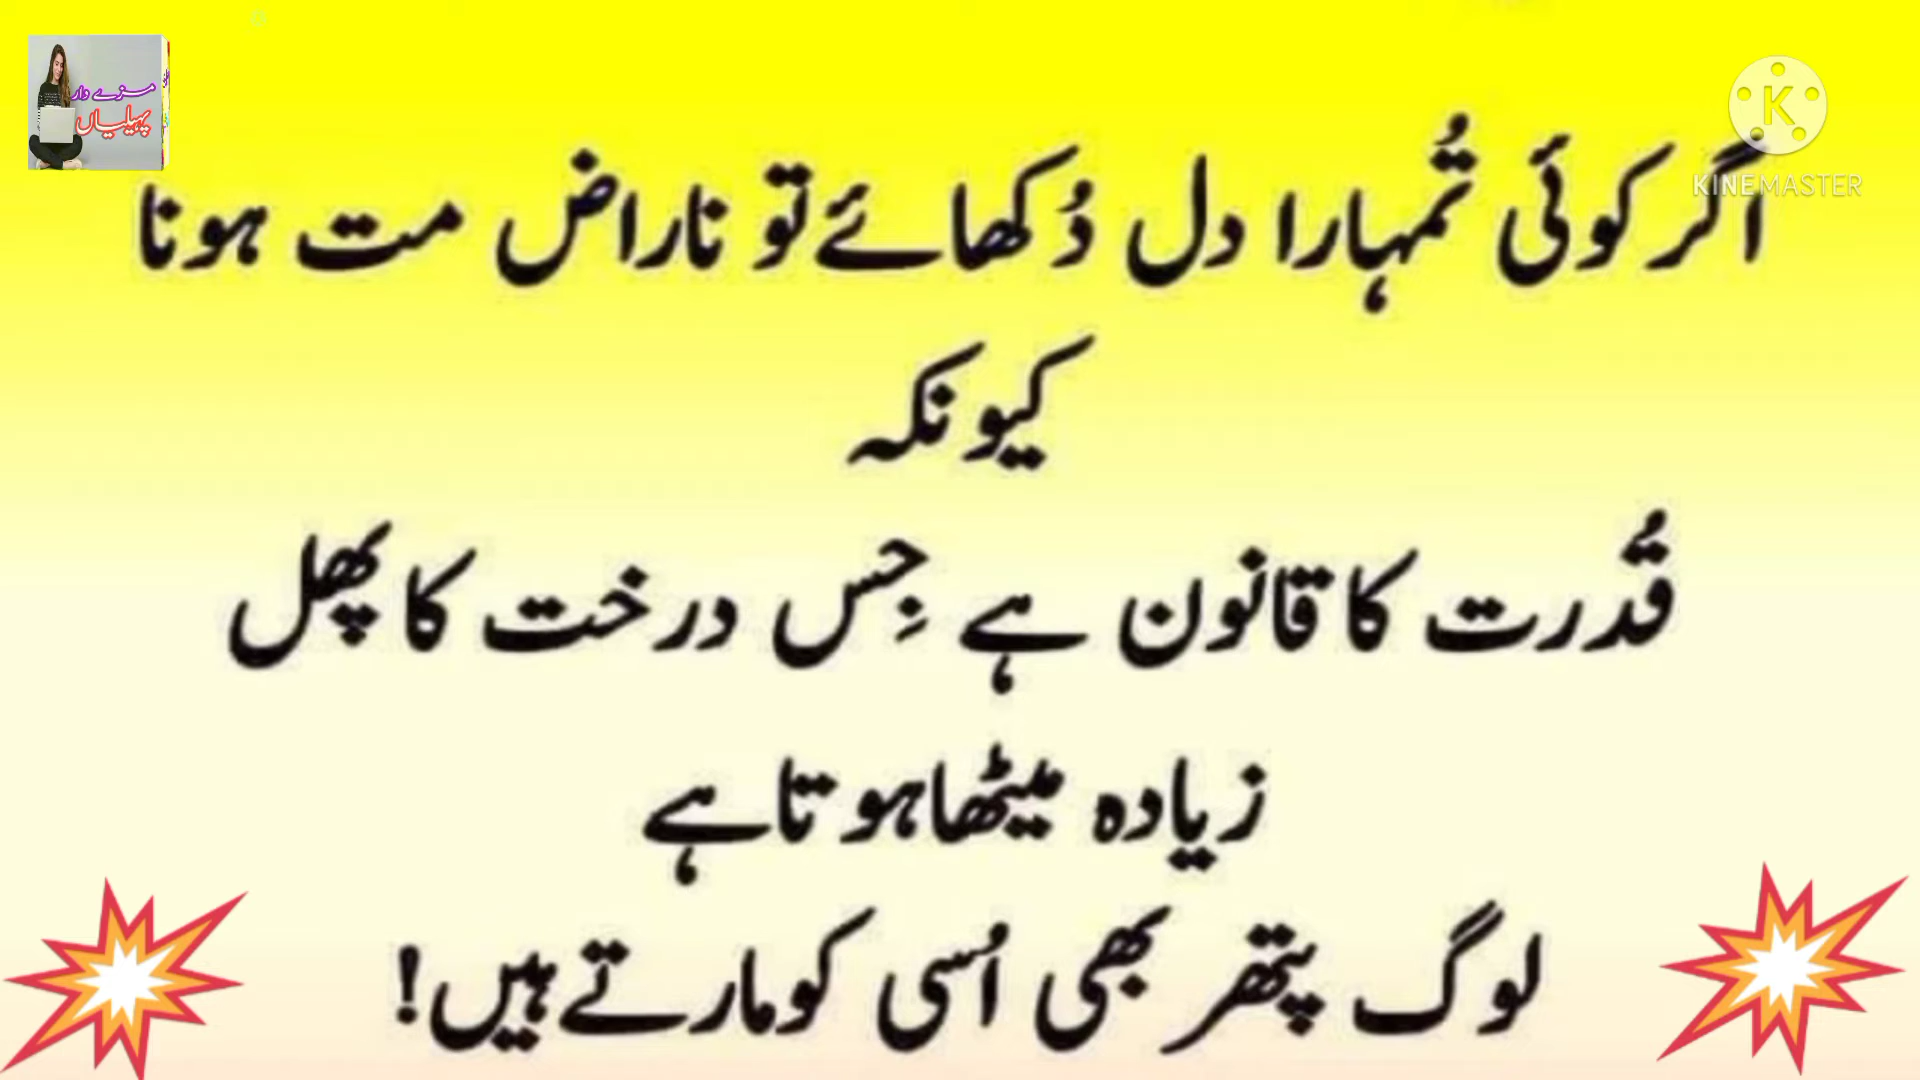 مزے دار
پہیلیاں
KINEMASTER
اگر کوئی تُمہارا دل دُکھائے تو ناراض مت ہونا
کیونکہ
قُدرت کا قانون ہے جِس درخت کا پھل
زیادہ میٹھا ہوتا ہے
لوگ پتھر بھی اُسی کو مارتے ہیں!